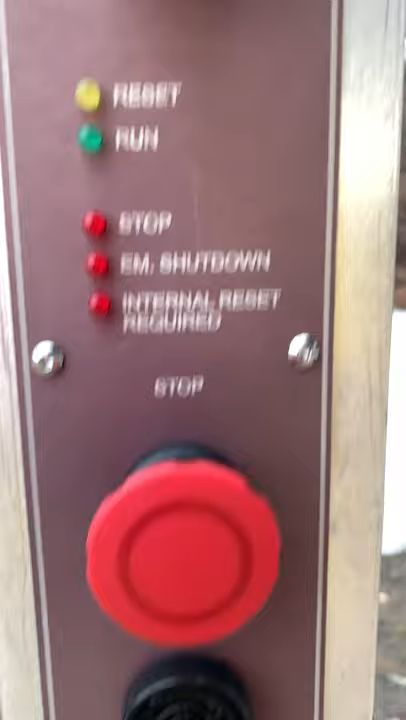 RESET
RUN
STOP
EM. SHUTDOWN
INTERNAL RESET
REQUIRED
STOP